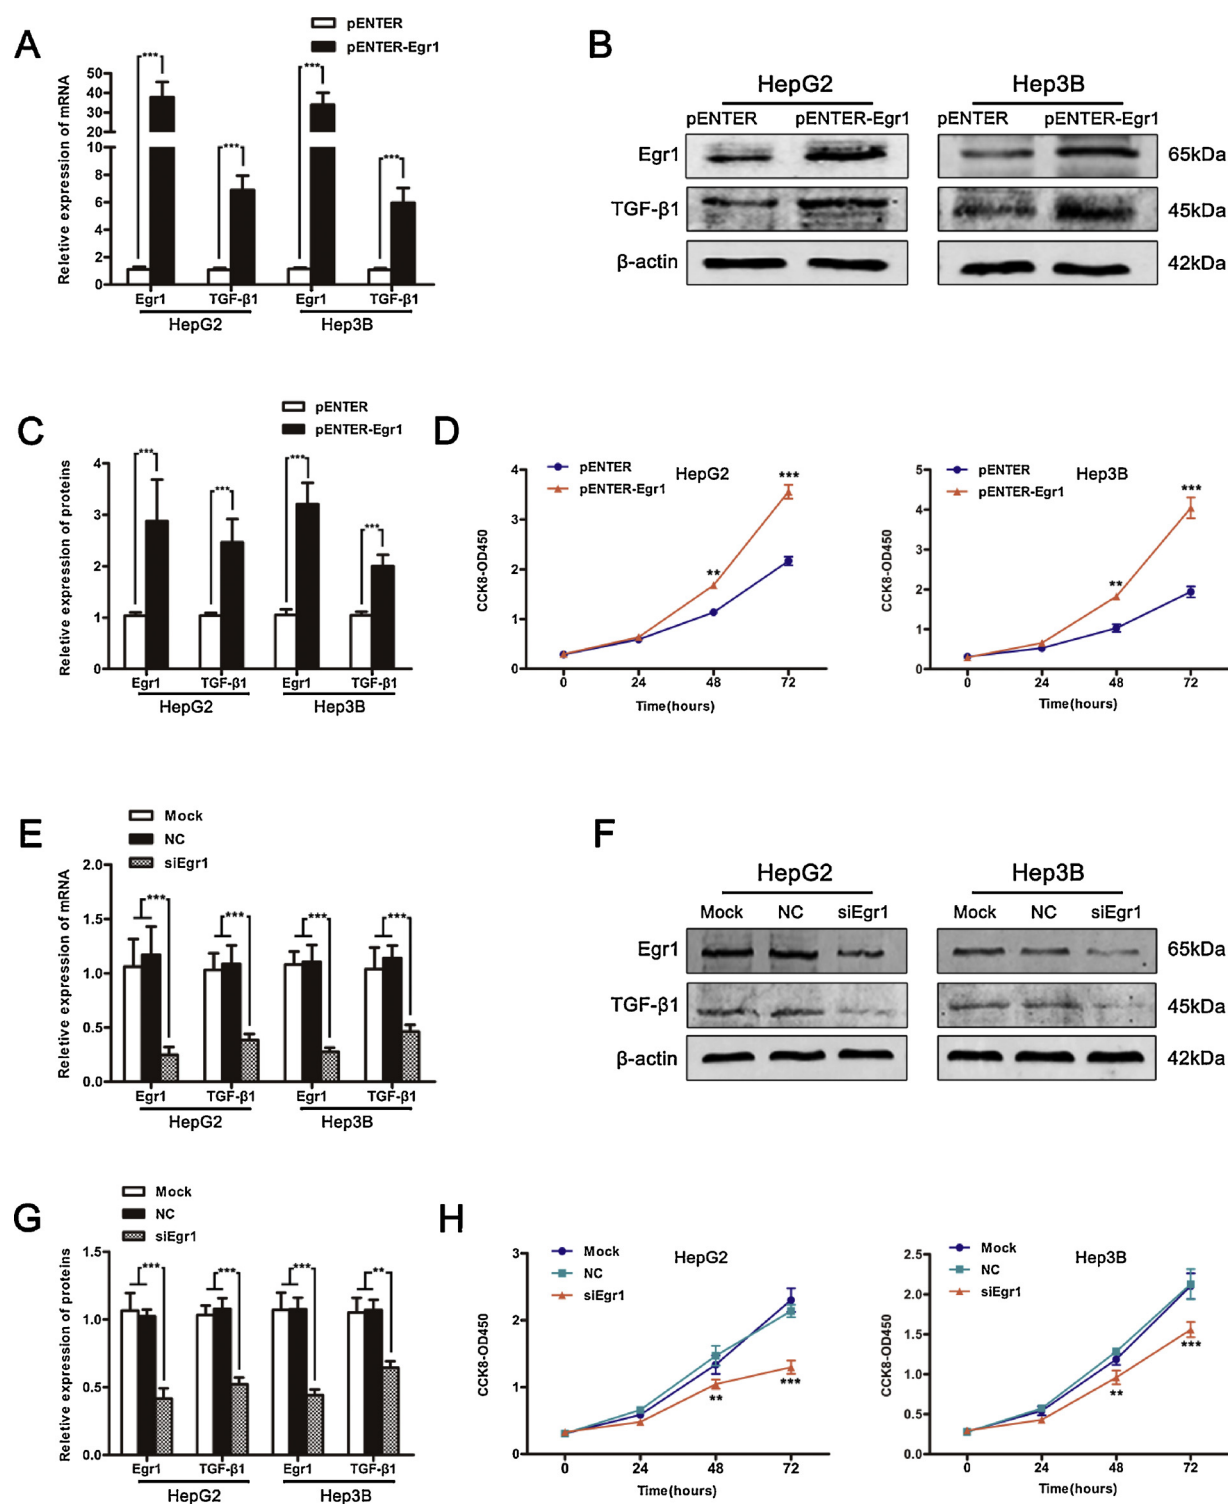 A
pENTER
pENTER-Egr1
Reletive expression of mRNA
50
40
30
20
10
8
6
4
2
0
***
***
***
***
Egr1
TGF-β1
Egr1
TGF-β1
HepG2
Hep3B
B
HepG2
Hep3B
pENTER
pENTER-Egr1
pENTER
pENTER-Egr1
Egr1
65kDa
TGF-β1
45kDa
β-actin
42kDa
C
pENTER
pENTER-Egr1
Reletive expression of proteins
4
3
2
1
0
***
***
***
***
Egr1
TGF-β1
Egr1
TGF-β1
HepG2
Hep3B
D
pENTER
pENTER-Egr1
HepG2
CCK8-OD450
4
3
2
1
0
**
***
0
24
48
72
Time(hours)
pENTER
pENTER-Egr1
Hep3B
CCK8-OD450
5
4
3
2
1
0
**
***
0
24
48
72
Time(hours)
E
Mock
NC
siEgr1
Reletive expression of mRNA
2.0
1.5
1.0
0.5
0.0
***
***
***
***
Egr1
TGF-β1
Egr1
TGF-β1
HepG2
Hep3B
F
HepG2
Hep3B
Mock
NC
siEgr1
Mock
NC
siEgr1
Egr1
65kDa
TGF-β1
45kDa
β-actin
42kDa
G
Mock
NC
siEgr1
Reletive expression of proteins
1.5
1.0
0.5
0.0
***
***
***
**
Egr1
TGF-β1
Egr1
TGF-β1
HepG2
Hep3B
H
Mock
NC
siEgr1
HepG2
CCK8-OD450
3
2
1
0
**
***
0
24
48
72
Time(hours)
Mock
NC
siEgr1
Hep3B
CCK8-OD450
2.5
2.0
1.5
1.0
0.5
0.0
**
***
0
24
48
72
Time(hours)